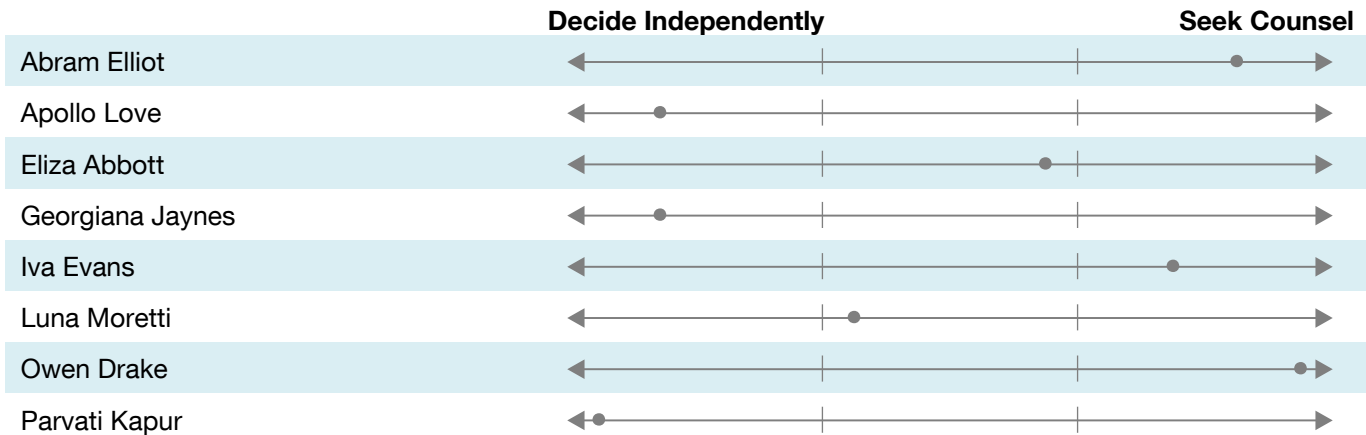 Decide Independently Seek Counsel
Abram Elliot
Apollo Love
Eliza Abbott
Georgiana Jaynes
Iva Evans
Luna Moretti
Owen Drake
Parvati Kapur